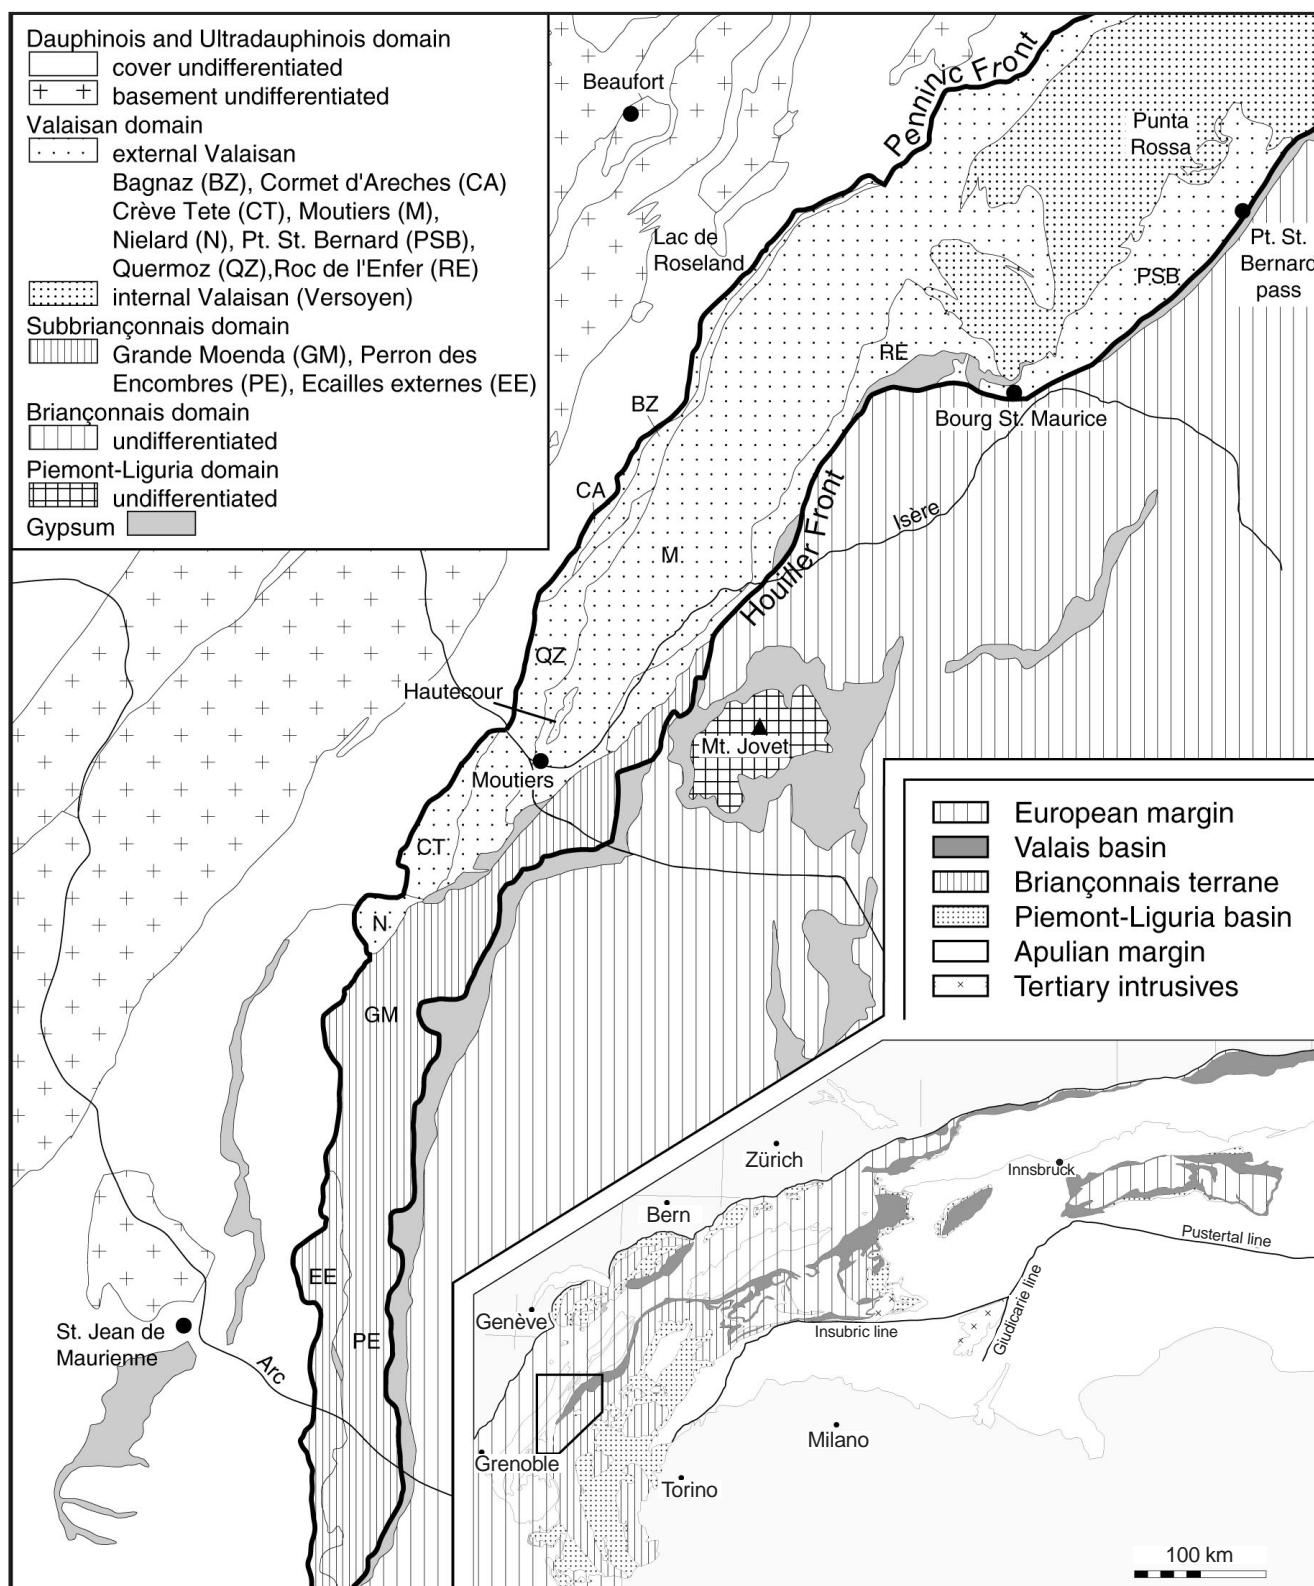 Dauphinois and Ultradauphinois domain
cover undifferentiated
basement undifferentiated
Valaisan domain
external Valaisan
Bagnaz (BZ), Cormet d'Areches (CA)
Crève Tete (CT), Moutiers (M),
Nielard (N), Pt. St. Bernard (PSB),
Quermoz (QZ),Roc de l'Enfer (RE)
internal Valaisan (Versoyen)
Subbriançonnais domain
Grande Moenda (GM), Perron des
Encombres (PE), Ecailles externes (EE)
Briançonnais domain
undifferentiated
Piemont-Liguria domain
undifferentiated
Gypsum
Beaufort
Penninic Front
Punta
Rossa
Lac de
Roseland
Pt. St.
Bernard
pass
PSB
RE
BZ
Bourg St. Maurice
CA
Isère
M
Houiller Front
QZ
Hautecour
Mt. Jovet
Moutiers
CT
N
GM
EE
PE
St. Jean de
Maurienne
Arc
European margin
Valais basin
Briançonnais terrane
Piemont-Liguria basin
Apulian margin
Tertiary intrusives
Zürich
Innsbruck
Bern
Pustertal line
Genève
Insubric line
Giudicarie line
Milano
Grenoble
Torino
100 km